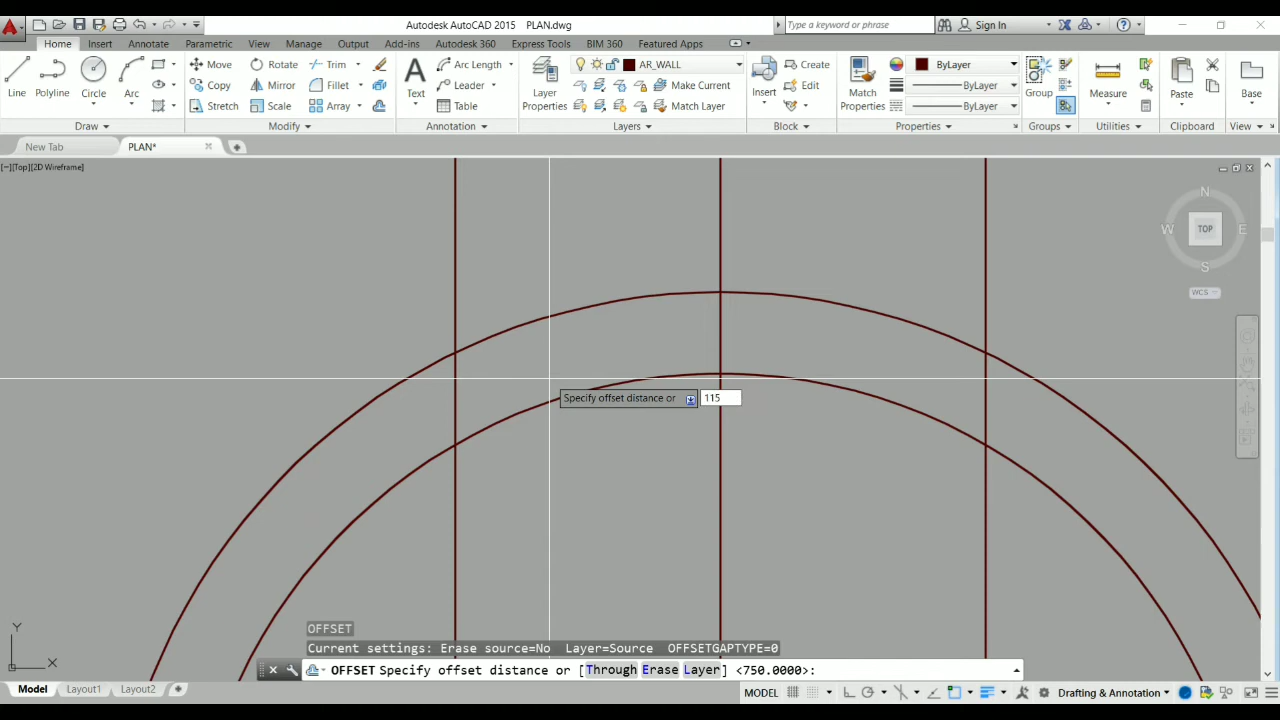 Autodesk AutoCAD 2015 PLAN.dwg
Type a keyword or phrase
Sign In
Home Insert Annotate Parametric View Manage Output Add-ins Autodesk 360 Express Tools BIM 360 Featured Apps
Line
Polyline
Circle
Arc
Move
Rotate
Trim
Copy
Mirror
Fillet
Stretch
Scale
Array
Text
Arc Length
Leader
Table
Layer
Properties
AR_WALL
Make Current
Match Layer
Insert
Create
Edit
Match
Properties
ByLayer
ByLayer
ByLayer
Group
Measure
Paste
Base
Draw
Modify
Annotation
Layers
Block
Properties
Groups
Utilities
Clipboard
View
New Tab
PLAN*
[−][Top][2D Wireframe]
N
W
TOP
E
S
WCS
Specify offset distance or 115
Y
X
OFFSET
Current settings: Erase source=No Layer=Source OFFSETGAPTYPE=0
OFFSET Specify offset distance or [Through Erase Layer] <750.0000>:
Model Layout1 Layout2
MODEL
Drafting & Annotation